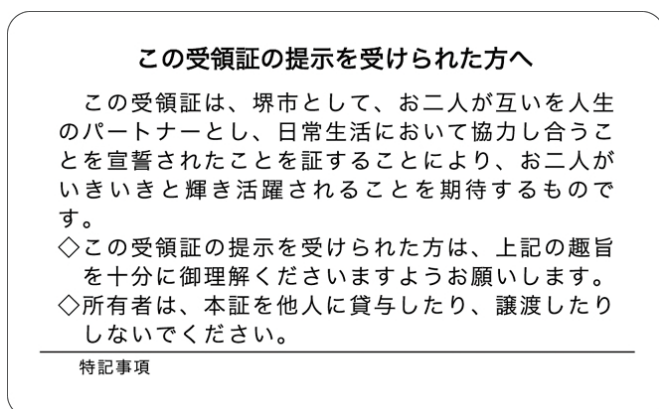 この受領証の提示を受けられた方へ
この受領証は、堺市として、お二人が互いを人生
のパートナーとし、日常生活において協力し合うこ
とを宣誓されたことを証することにより、お二人が
いきいきと輝き活躍されることを期待するもので
す。
◇この受領証の提示を受けられた方は、上記の趣旨
を十分に御理解くださいますようお願いします。
◇所有者は、本証を他人に貸与したり、譲渡したり
しないでください。
特記事項